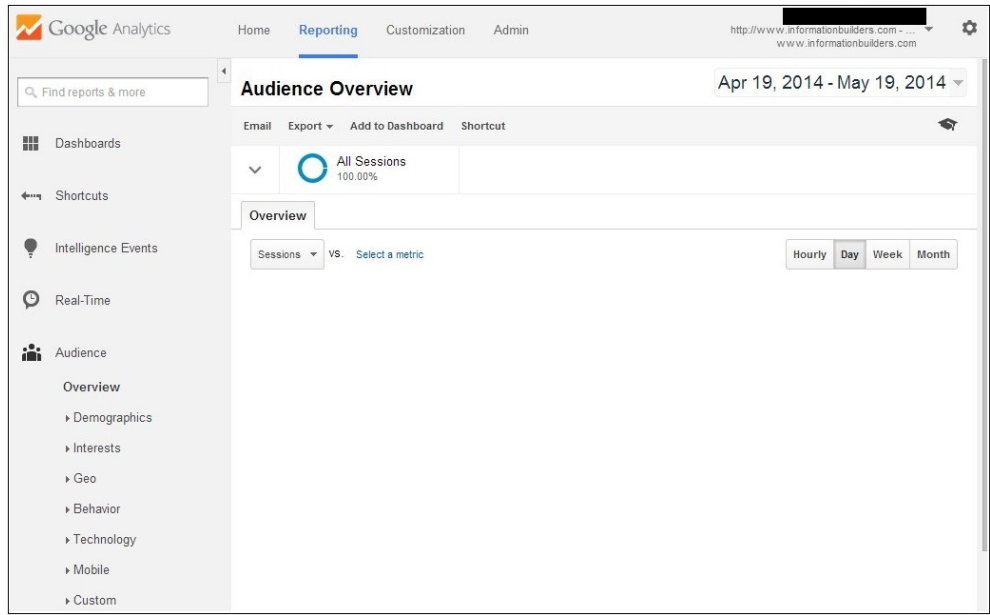 Google Analytics
Home Reporting Customization Admin
http://www.informationbuilders.com - ...
www.informationbuilders.com
Find reports & more
Dashboards
Shortcuts
Intelligence Events
Real-Time
Audience
Overview
Demographics
Interests
Geo
Behavior
Technology
Mobile
Custom
Audience Overview
Apr 19, 2014 - May 19, 2014
Email Export Add to Dashboard Shortcut
All Sessions
100.00%
Overview
Sessions VS. Select a metric
Hourly Day Week Month